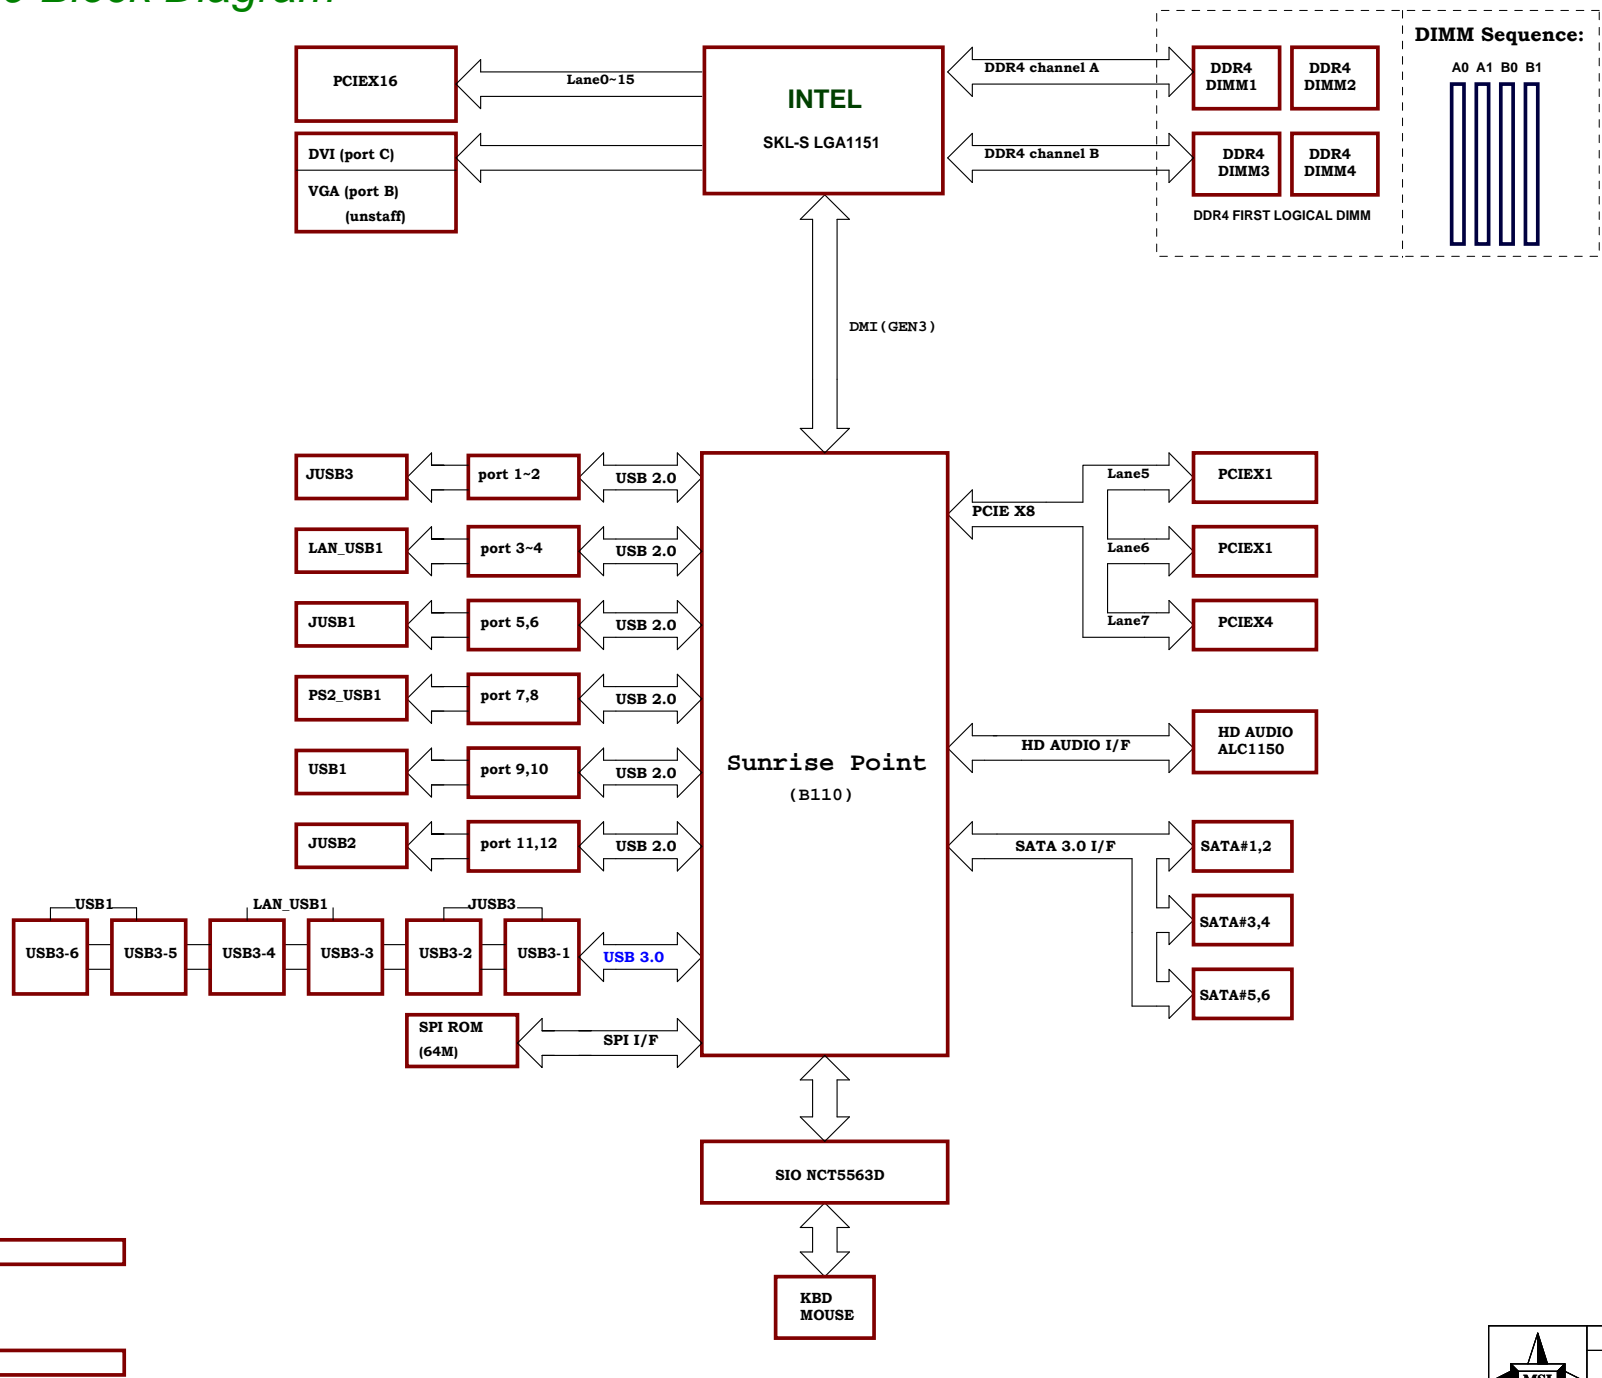 Block Diagram
PCIEX16
Lane0~15
INTEL
SKL-S LGA1151
DDR4 channel A
DDR4 DIMM1
DDR4 DIMM2
DIMM Sequence:
A0 A1 B0 B1
DVI (port C)
VGA (port B)
(unstaff)
DDR4 channel B
DDR4 DIMM3
DDR4 DIMM4
DDR4 FIRST LOGICAL DIMM
DMI(GEN3)
JUSB3
port 1~2
USB 2.0
LAN_USB1
port 3~4
USB 2.0
JUSB1
port 5,6
USB 2.0
PS2_USB1
port 7,8
USB 2.0
USB1
port 9,10
USB 2.0
JUSB2
port 11,12
USB 2.0
Sunrise Point
(B110)
PCIE X8
Lane5
PCIEX1
Lane6
PCIEX1
Lane7
PCIEX4
HD AUDIO I/F
HD AUDIO
ALC1150
SATA 3.0 I/F
SATA#1,2
SATA#3,4
SATA#5,6
USB1
LAN_USB1
JUSB3
USB3-6
USB3-5
USB3-4
USB3-3
USB3-2
USB3-1
USB 3.0
SPI ROM
(64M)
SPI I/F
SIO NCT5563D
KBD
MOUSE
MSI